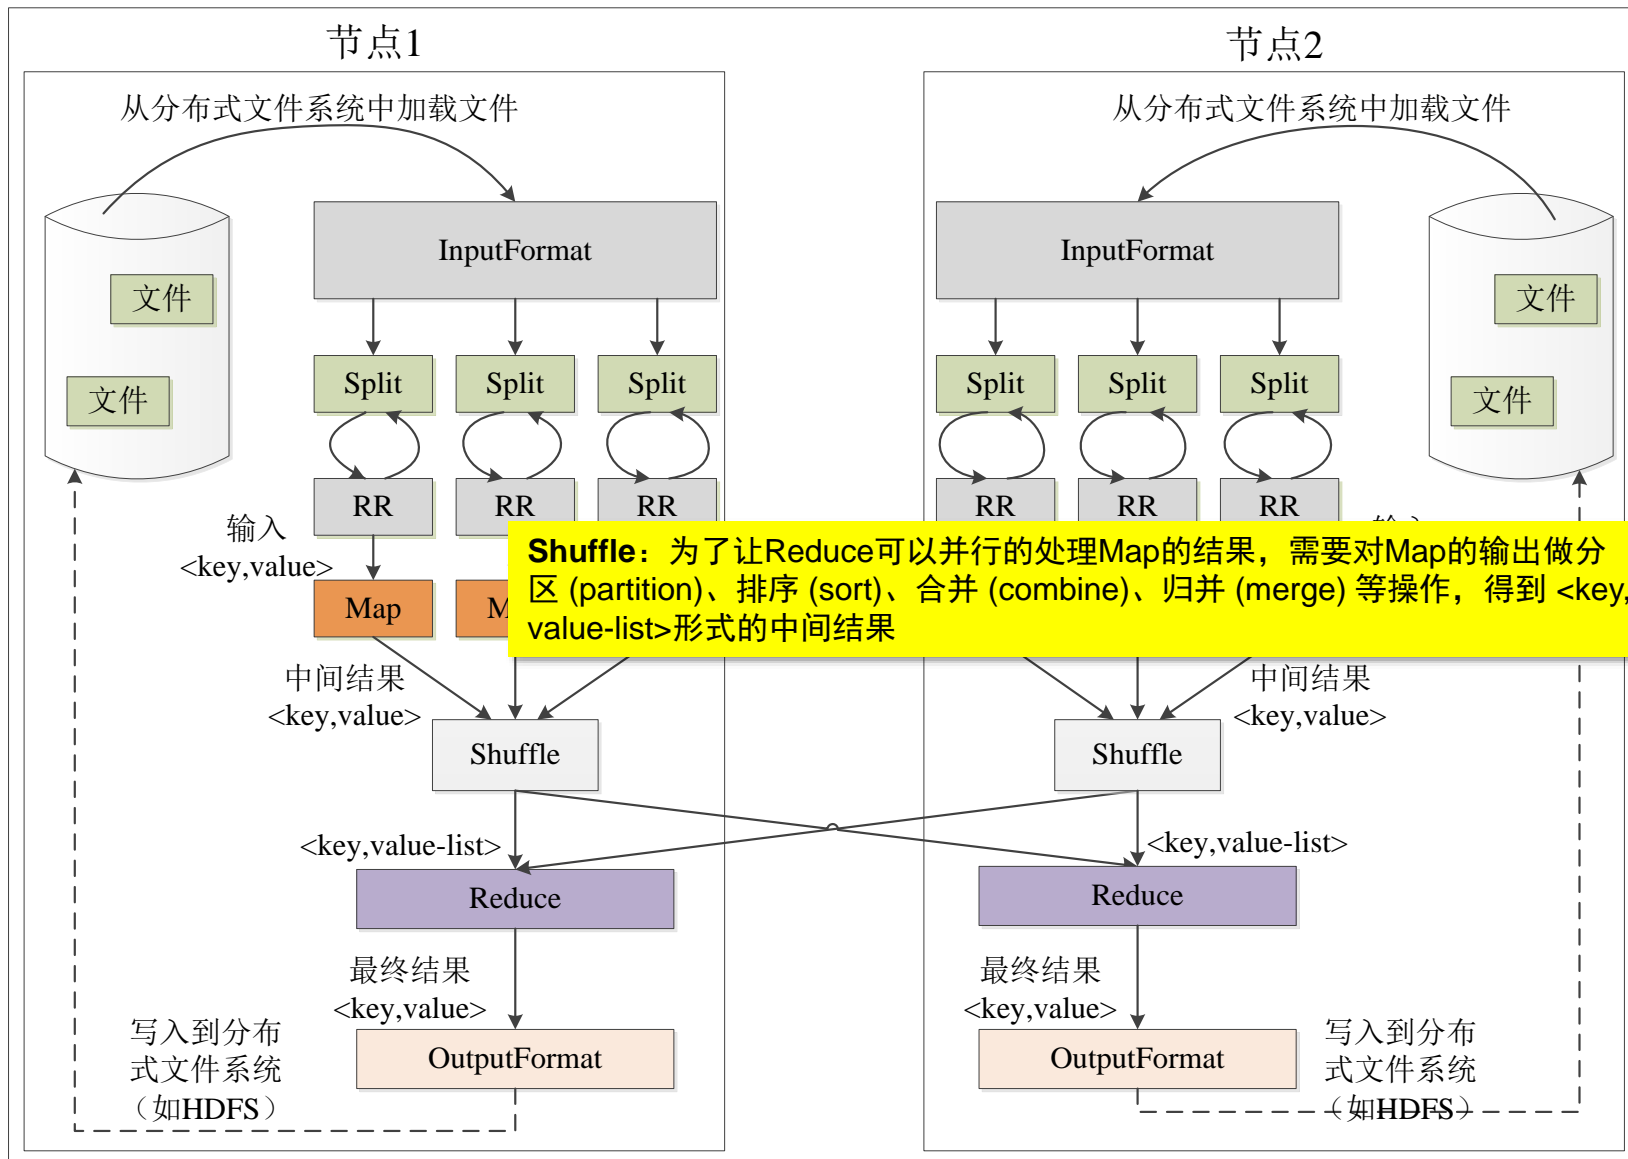 节点1
节点2
从分布式文件系统中加载文件
从分布式文件系统中加载文件
InputFormat
InputFormat
文件
文件
文件
文件
Split
Split
Split
Split
Split
Split
RR
RR
RR
RR
RR
RR
输入
<key,value>
Map
Shuffle：为了让Reduce可以并行的处理Map的结果，需要对Map的输出做分
区 (partition)、排序 (sort)、合并 (combine)、归并 (merge) 等操作，得到 <key,
value-list>形式的中间结果
中间结果
<key,value>
中间结果
<key,value>
Shuffle
Shuffle
<key,value-list>
<key,value-list>
Reduce
Reduce
最终结果
<key,value>
最终结果
<key,value>
OutputFormat
OutputFormat
写入到分布
式文件系统
（如HDFS）
写入到分布
式文件系统
（如HDFS）